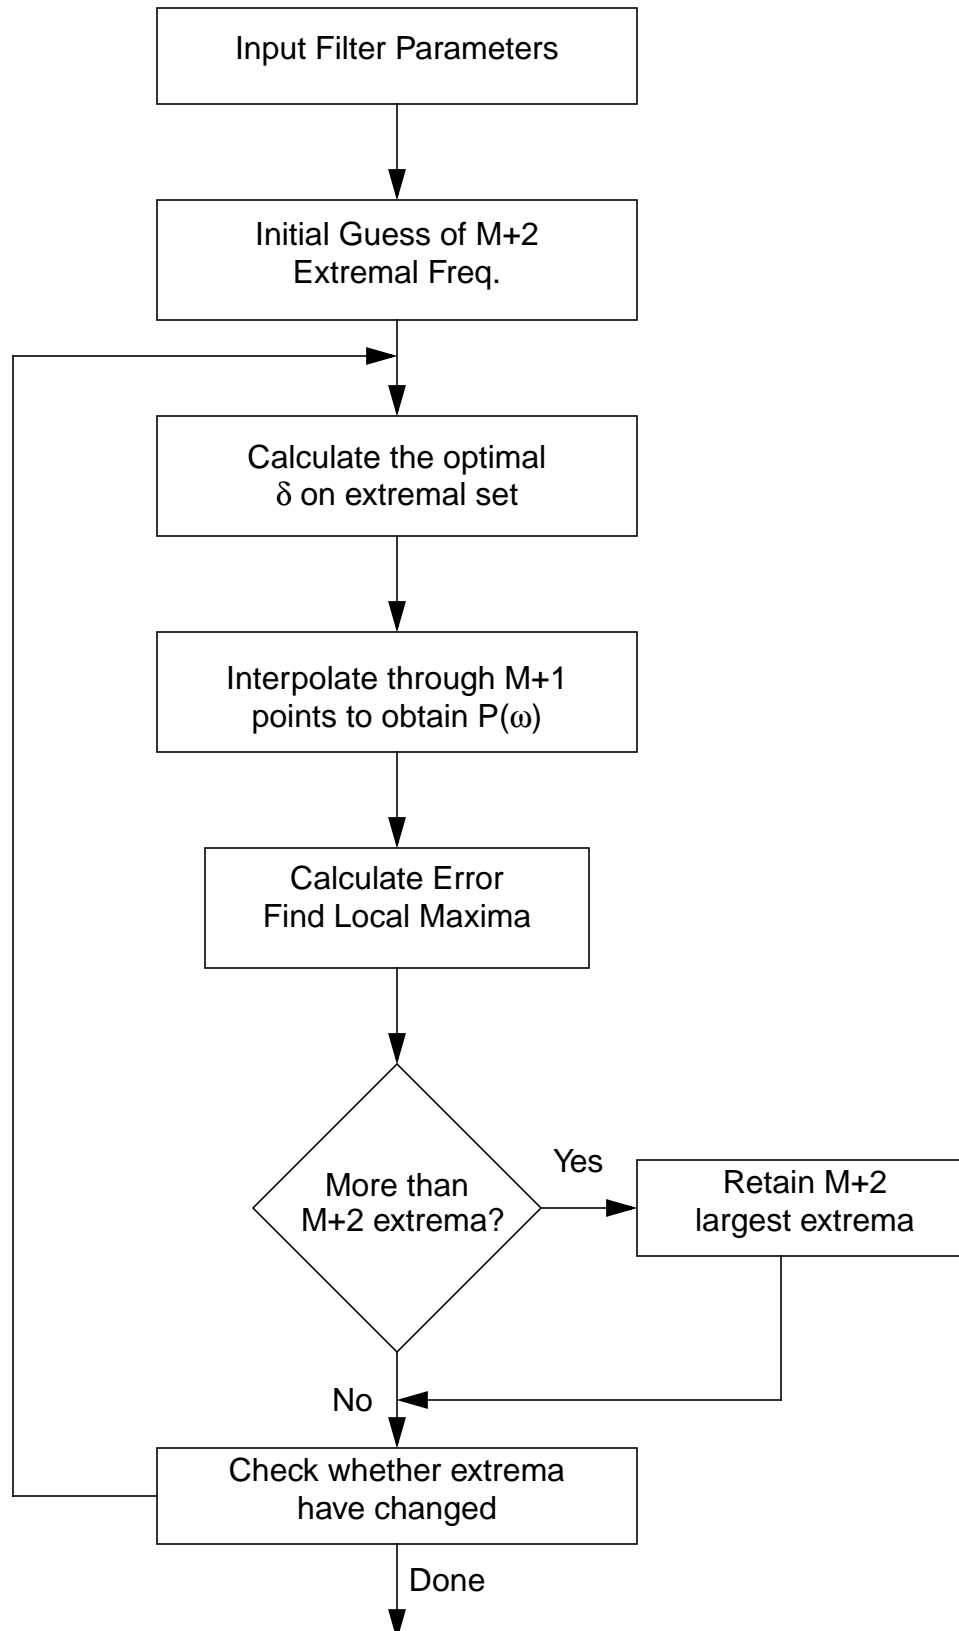 Input Filter Parameters
Initial Guess of M+2
Extremal Freq.
Calculate the optimal
δ on extremal set
Interpolate through M+1
points to obtain P(ω)
Calculate Error
Find Local Maxima
More than
M+2 extrema?
Yes
Retain M+2
largest extrema
No
Check whether extrema
have changed
Done